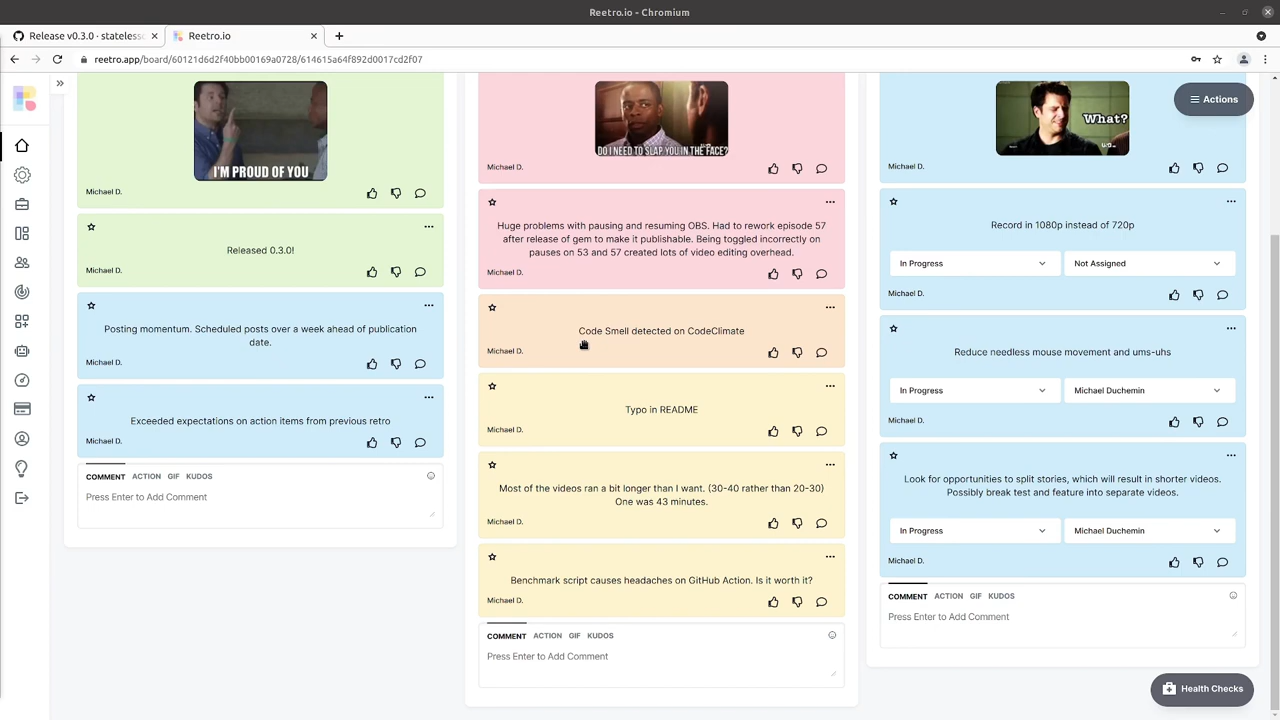 Reetro.io - Chromium
Release v0.3.0 · stateless
Reetro.io
reetro.app/board/60121d6d2f40bb00169a0728/614615a64f892d0017cd2f07
Actions
I'M PROUD OF YOU
Michael D.
Released 0.3.0!
Michael D.
Posting momentum. Scheduled posts over a week ahead of publication
date.
Michael D.
Exceeded expectations on action items from previous retro
Michael D.
COMMENT ACTION GIF KUDOS
Press Enter to Add Comment
DO I NEED TO SLAP YOU IN THE FACE?
Michael D.
Huge problems with pausing and resuming OBS. Had to rework episode 57
after release of gem to make it publishable. Being toggled incorrectly on
pauses on 53 and 57 created lots of video editing overhead.
Michael D.
Code Smell detected on CodeClimate
Michael D.
Typo in README
Michael D.
Most of the videos ran a bit longer than I want. (30-40 rather than 20-30)
One was 43 minutes.
Michael D.
Benchmark script causes headaches on GitHub Action. Is it worth it?
Michael D.
COMMENT ACTION GIF KUDOS
Press Enter to Add Comment
What?
Michael D.
Record in 1080p instead of 720p
In Progress Not Assigned
Michael D.
Reduce needless mouse movement and ums-uhs
In Progress Michael Duchemin
Michael D.
Look for opportunities to split stories, which will result in shorter videos.
Possibly break test and feature into separate videos.
In Progress Michael Duchemin
Michael D.
COMMENT ACTION GIF KUDOS
Press Enter to Add Comment
Health Checks